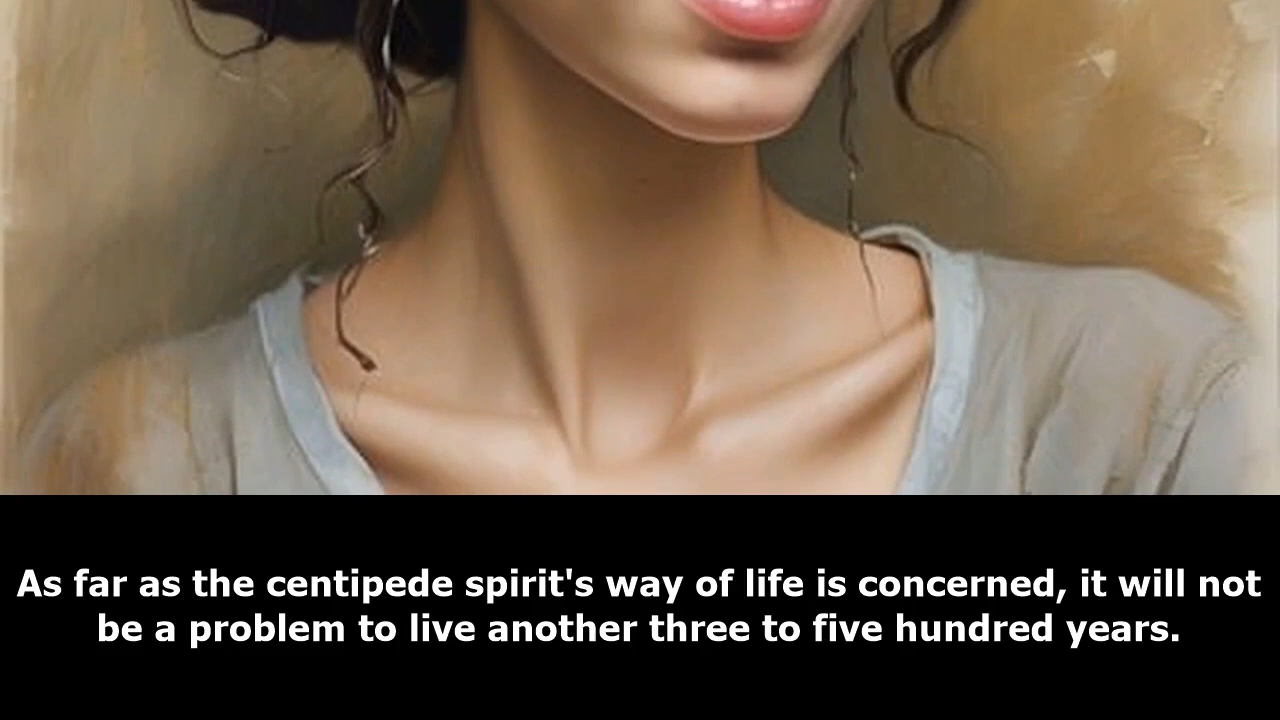 As far as the centipede spirit's way of life is concerned, it will not
be a problem to live another three to five hundred years.